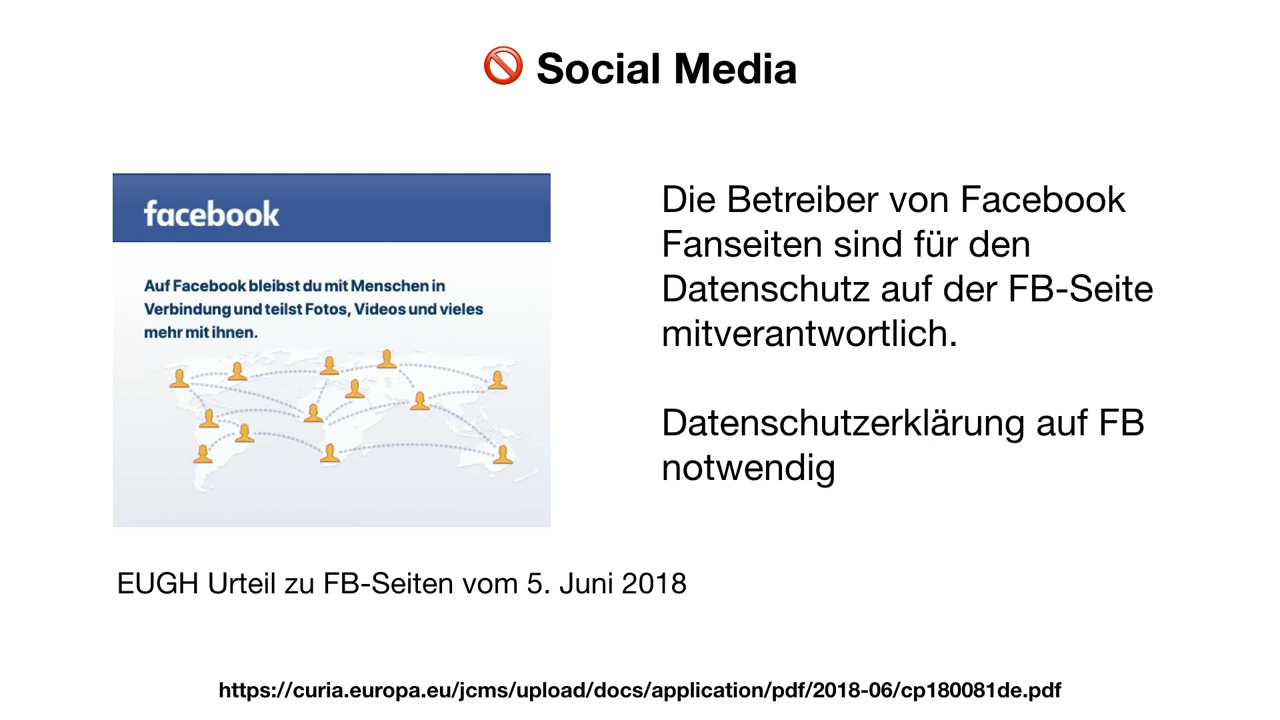 🚫 Social Media
facebook
Auf Facebook bleibst du mit Menschen in
Verbindung und teilst Fotos, Videos und vieles
mehr mit ihnen.
Die Betreiber von Facebook
Fanseiten sind für den
Datenschutz auf der FB-Seite
mitverantwortlich.
Datenschutzerklärung auf FB
notwendig
EUGH Urteil zu FB-Seiten vom 5. Juni 2018
https://curia.europa.eu/jcms/upload/docs/application/pdf/2018-06/cp180081de.pdf